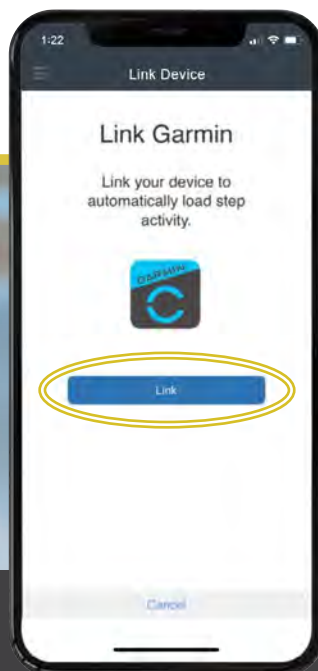 1:22
Link Device
Link Garmin
Link your device to
automatically load step
activity.
GARMIN
Link
Cancel